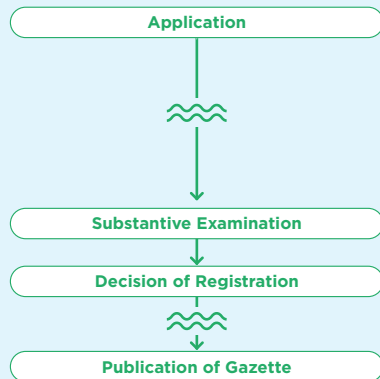 Application
Substantive Examination
Decision of Registration
Publication of Gazette